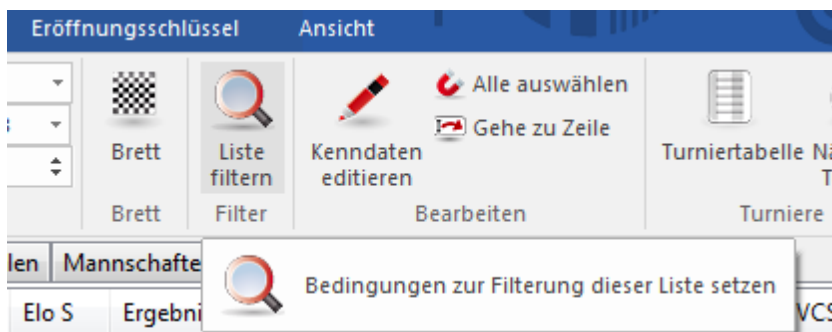 Eröffnungsschlüssel Ansicht
Alle auswählen
Gehe zu Zeile
Brett Liste filtern Kenndaten editieren Turniertabelle
Brett Filter Bearbeiten Turniere
Mannschafte
Bedingungen zur Filterung dieser Liste setzen
Elo S Ergebni VCS